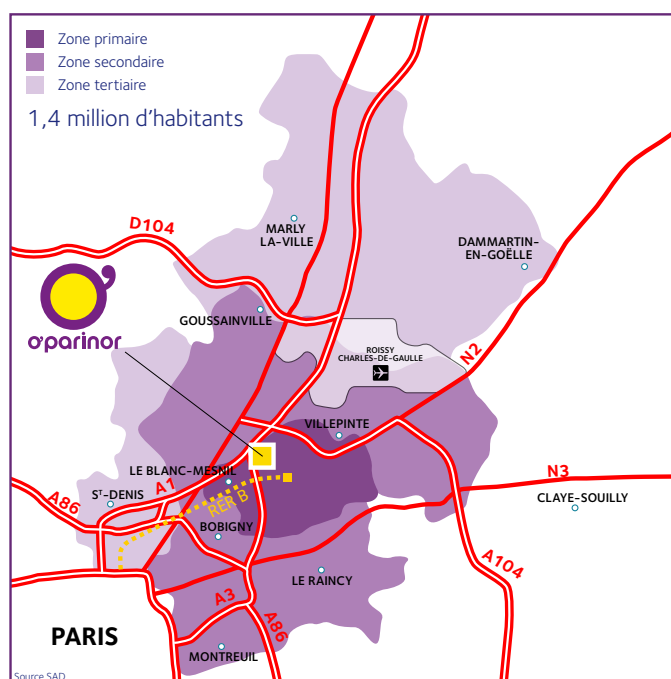 Zone primaire
Zone secondaire
Zone tertiaire
1,4 million d'habitants
D104
MARLY
LA-VILLE
DAMMARTIN-
EN-GOËLLE
GOUSSAINVILLE
o'parinor
ROISSY
CHARLES-DE-GAULLE
N2
VILLEPINTE
LE BLANC-MESNIL
A1
ST-DENIS
A86
RER B
BOBIGNY
N3
CLAYE-SOUILLY
A104
LE RAINCY
A3
A86
PARIS
MONTREUIL
Source SAD